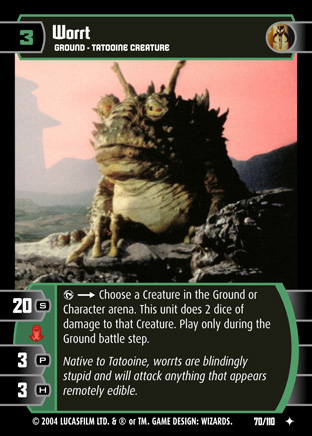 3
Worrt
GROUND - TATOOINE CREATURE
20 S
Choose a Creature in the Ground or
Character arena. This unit does 2 dice of
damage to that Creature. Play only during the
Ground battle step.
3 P
3 H
Native to Tatooine, worrts are blindingly
stupid and will attack anything that appears
remotely edible.
© 2004 LUCASFILM LTD. & ® or TM. GAME DESIGN: WIZARDS. 70/110